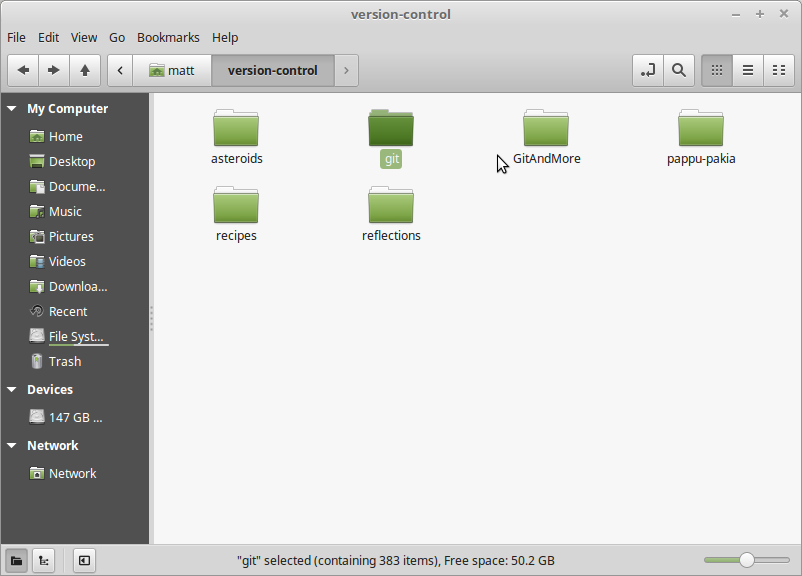 version-control
File Edit View Go Bookmarks Help
matt version-control
My Computer
Home
Desktop
Docume...
Music
Pictures
Videos
Downloa...
Recent
File Syst...
Trash
Devices
147 GB ...
Network
Network
asteroids git GitAndMore pappu-pakia
recipes reflections
"git" selected (containing 383 items), Free space: 50.2 GB